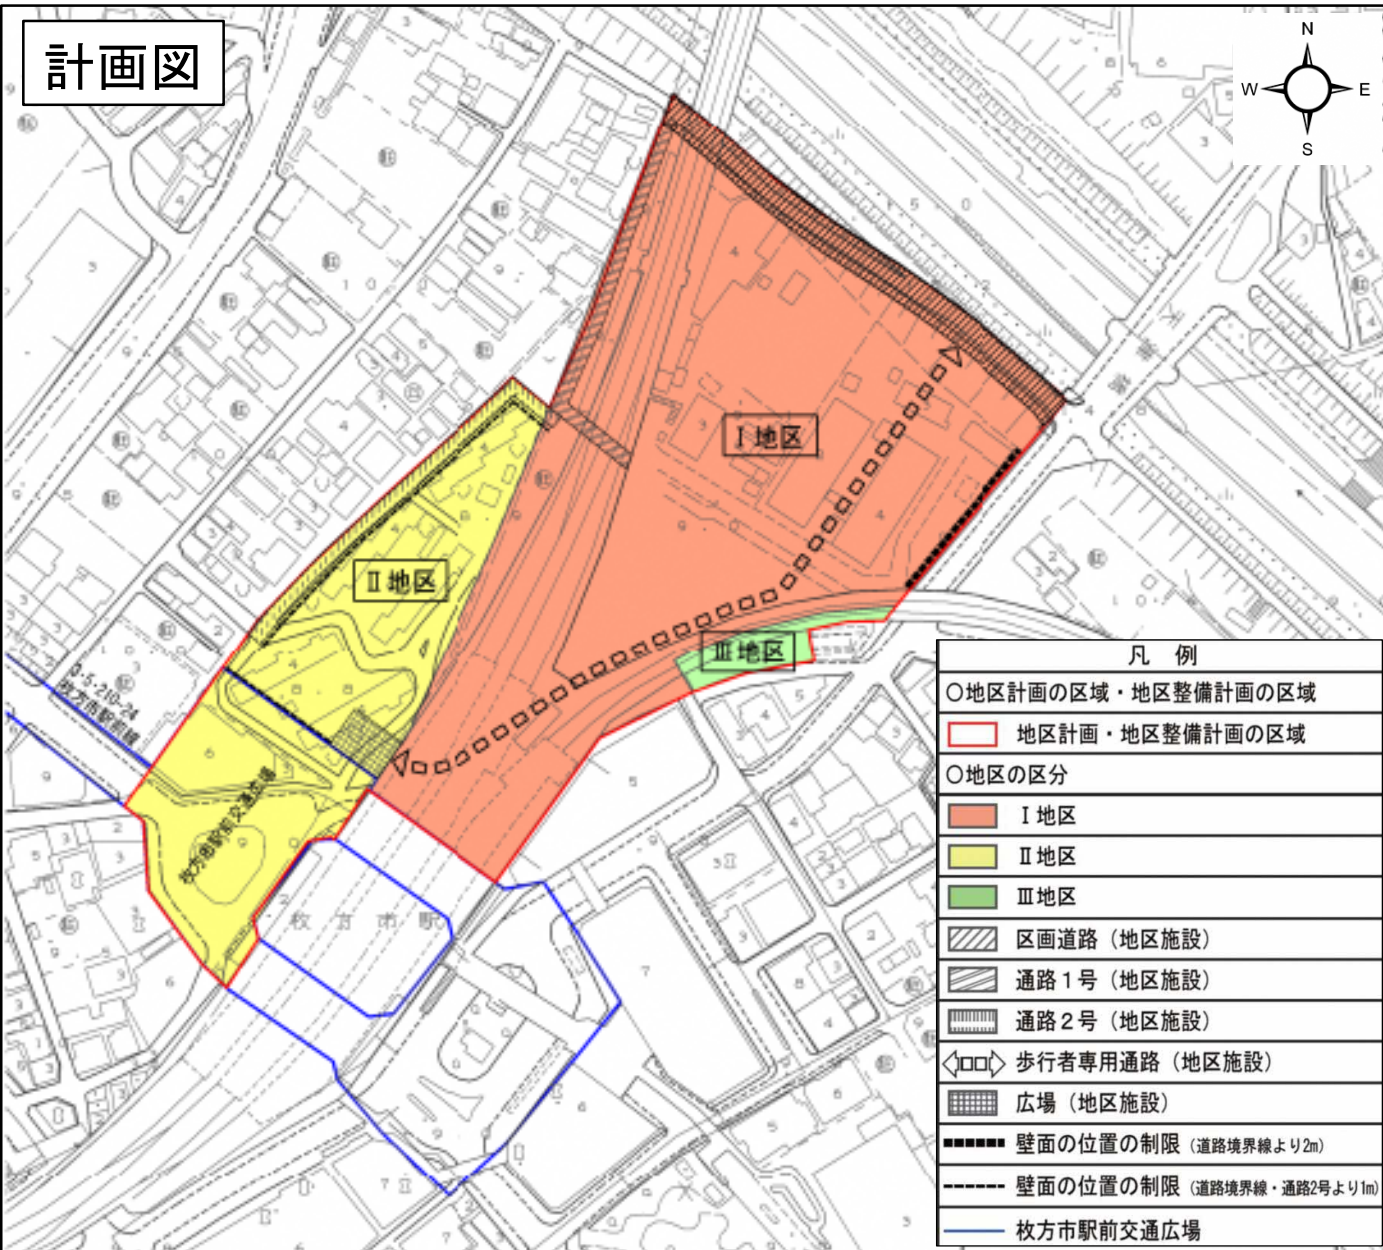 計画図
N
W
E
S
Ⅰ地区
Ⅱ地区
Ⅲ地区
3・5・210-24
枚方市駅前線
枚方市駅前交通広場
枚方市駅
凡 例
○地区計画の区域・地区整備計画の区域
地区計画・地区整備計画の区域
○地区の区分
Ⅰ地区
Ⅱ地区
Ⅲ地区
区画道路（地区施設）
通路1号（地区施設）
通路2号（地区施設）
歩行者専用通路（地区施設）
広場（地区施設）
壁面の位置の制限（道路境界線より2m）
壁面の位置の制限（道路境界線・通路2号より1m）
枚方市駅前交通広場